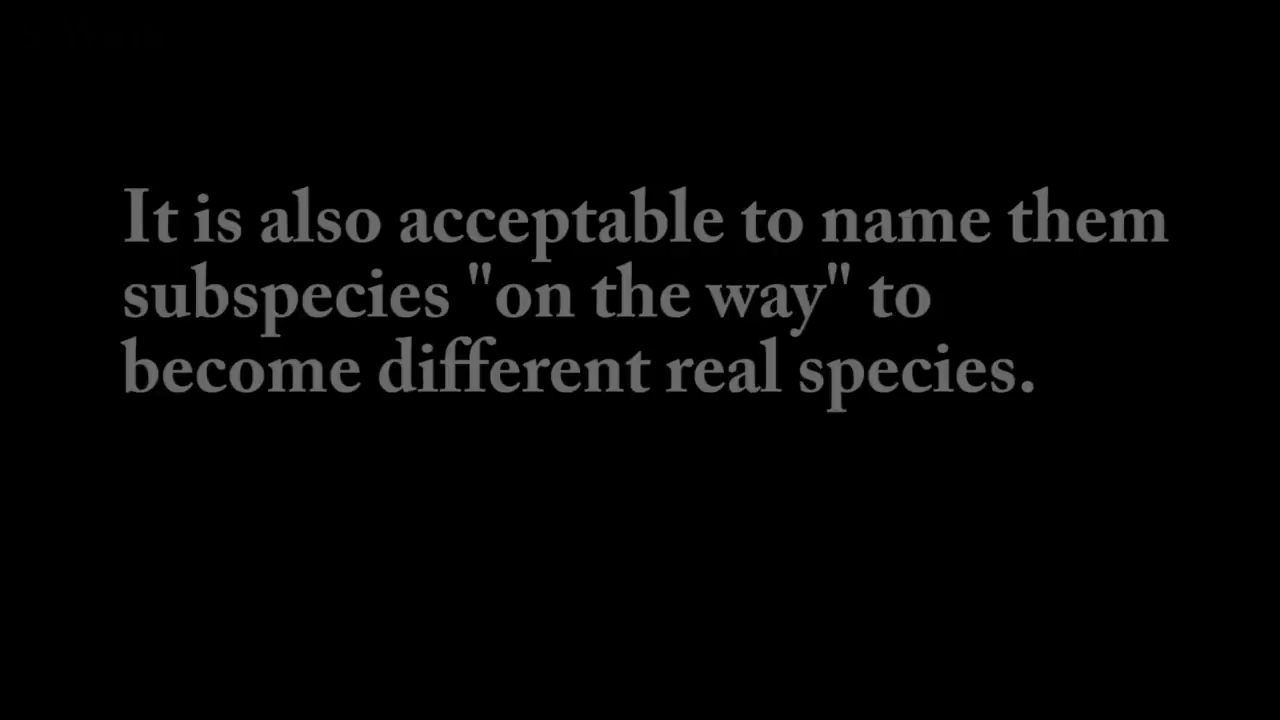 It is also acceptable to name them
subspecies "on the way" to
become different real species.